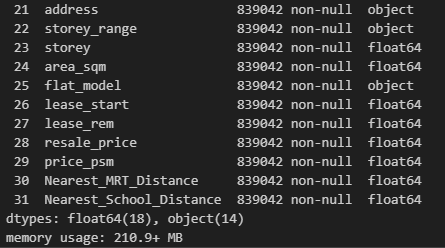 21 address 839042 non-null object
22 storey_range 839042 non-null object
23 storey 839042 non-null float64
24 area_sqm 839042 non-null float64
25 flat_model 839042 non-null object
26 lease_start 839042 non-null float64
27 lease_rem 839042 non-null float64
28 resale_price 839042 non-null float64
29 price_psm 839042 non-null float64
30 Nearest_MRT_Distance 839042 non-null float64
31 Nearest_School_Distance 839042 non-null float64
dtypes: float64(18), object(14)
memory usage: 210.9+ MB